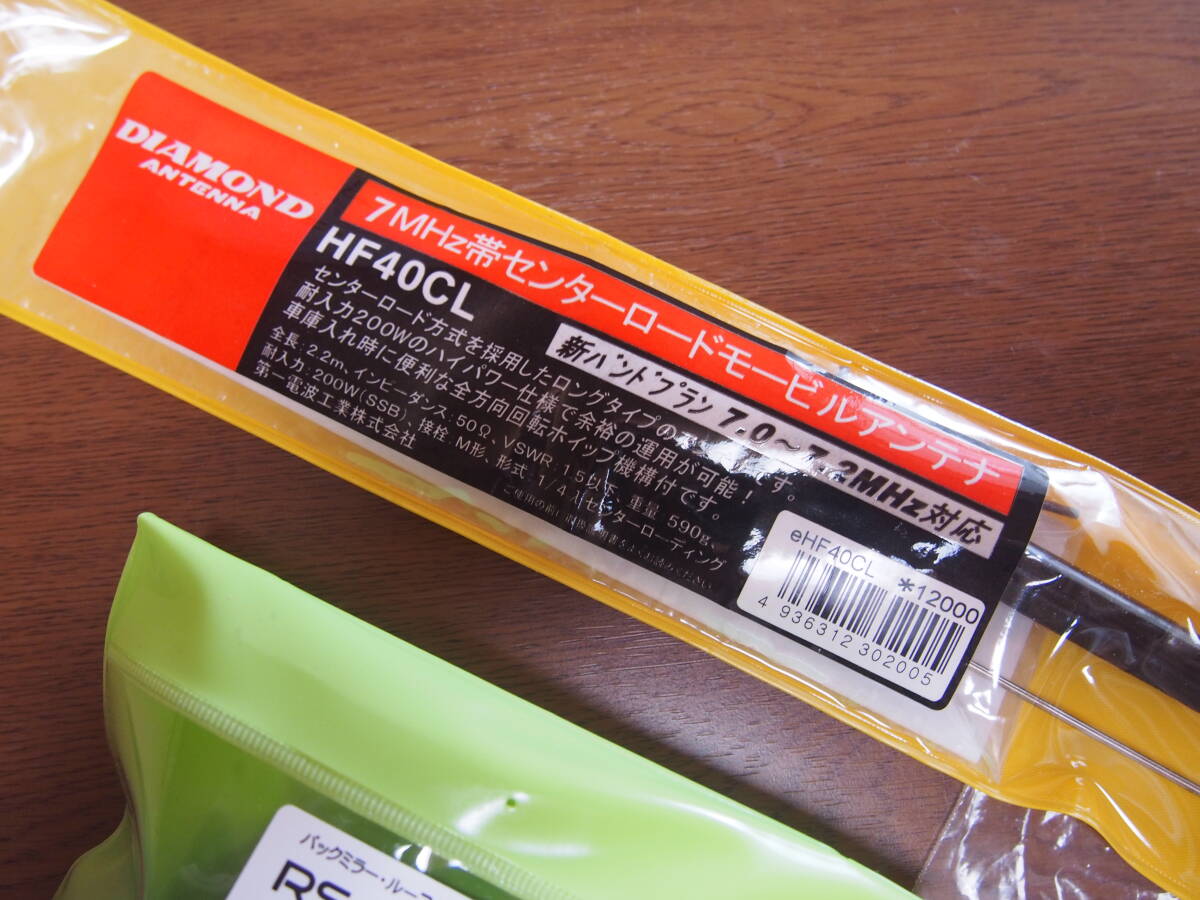 DIAMOND
ANTENNA
7MHz帯センターロードモービルアンテナ
HF40CL
新バンドプラン 7.0～7.2MHz対応
センターロード方式を採用したロングタイプの
耐入力200Wのハイパワー仕様で余裕の運用が可能！
車庫入れ時に便利な全方向回転ホイップ機構付です。
全長：2.2m、インピーダンス：50Ω、VSWR：1.5以 重量：590g、
耐入力：200W(SSB)、接栓：M形、形式：1/4λセンターローディング
第一電波工業株式会社
eHF40CL *12000
4 936312 302005
バックミラー・ルーフ
RS